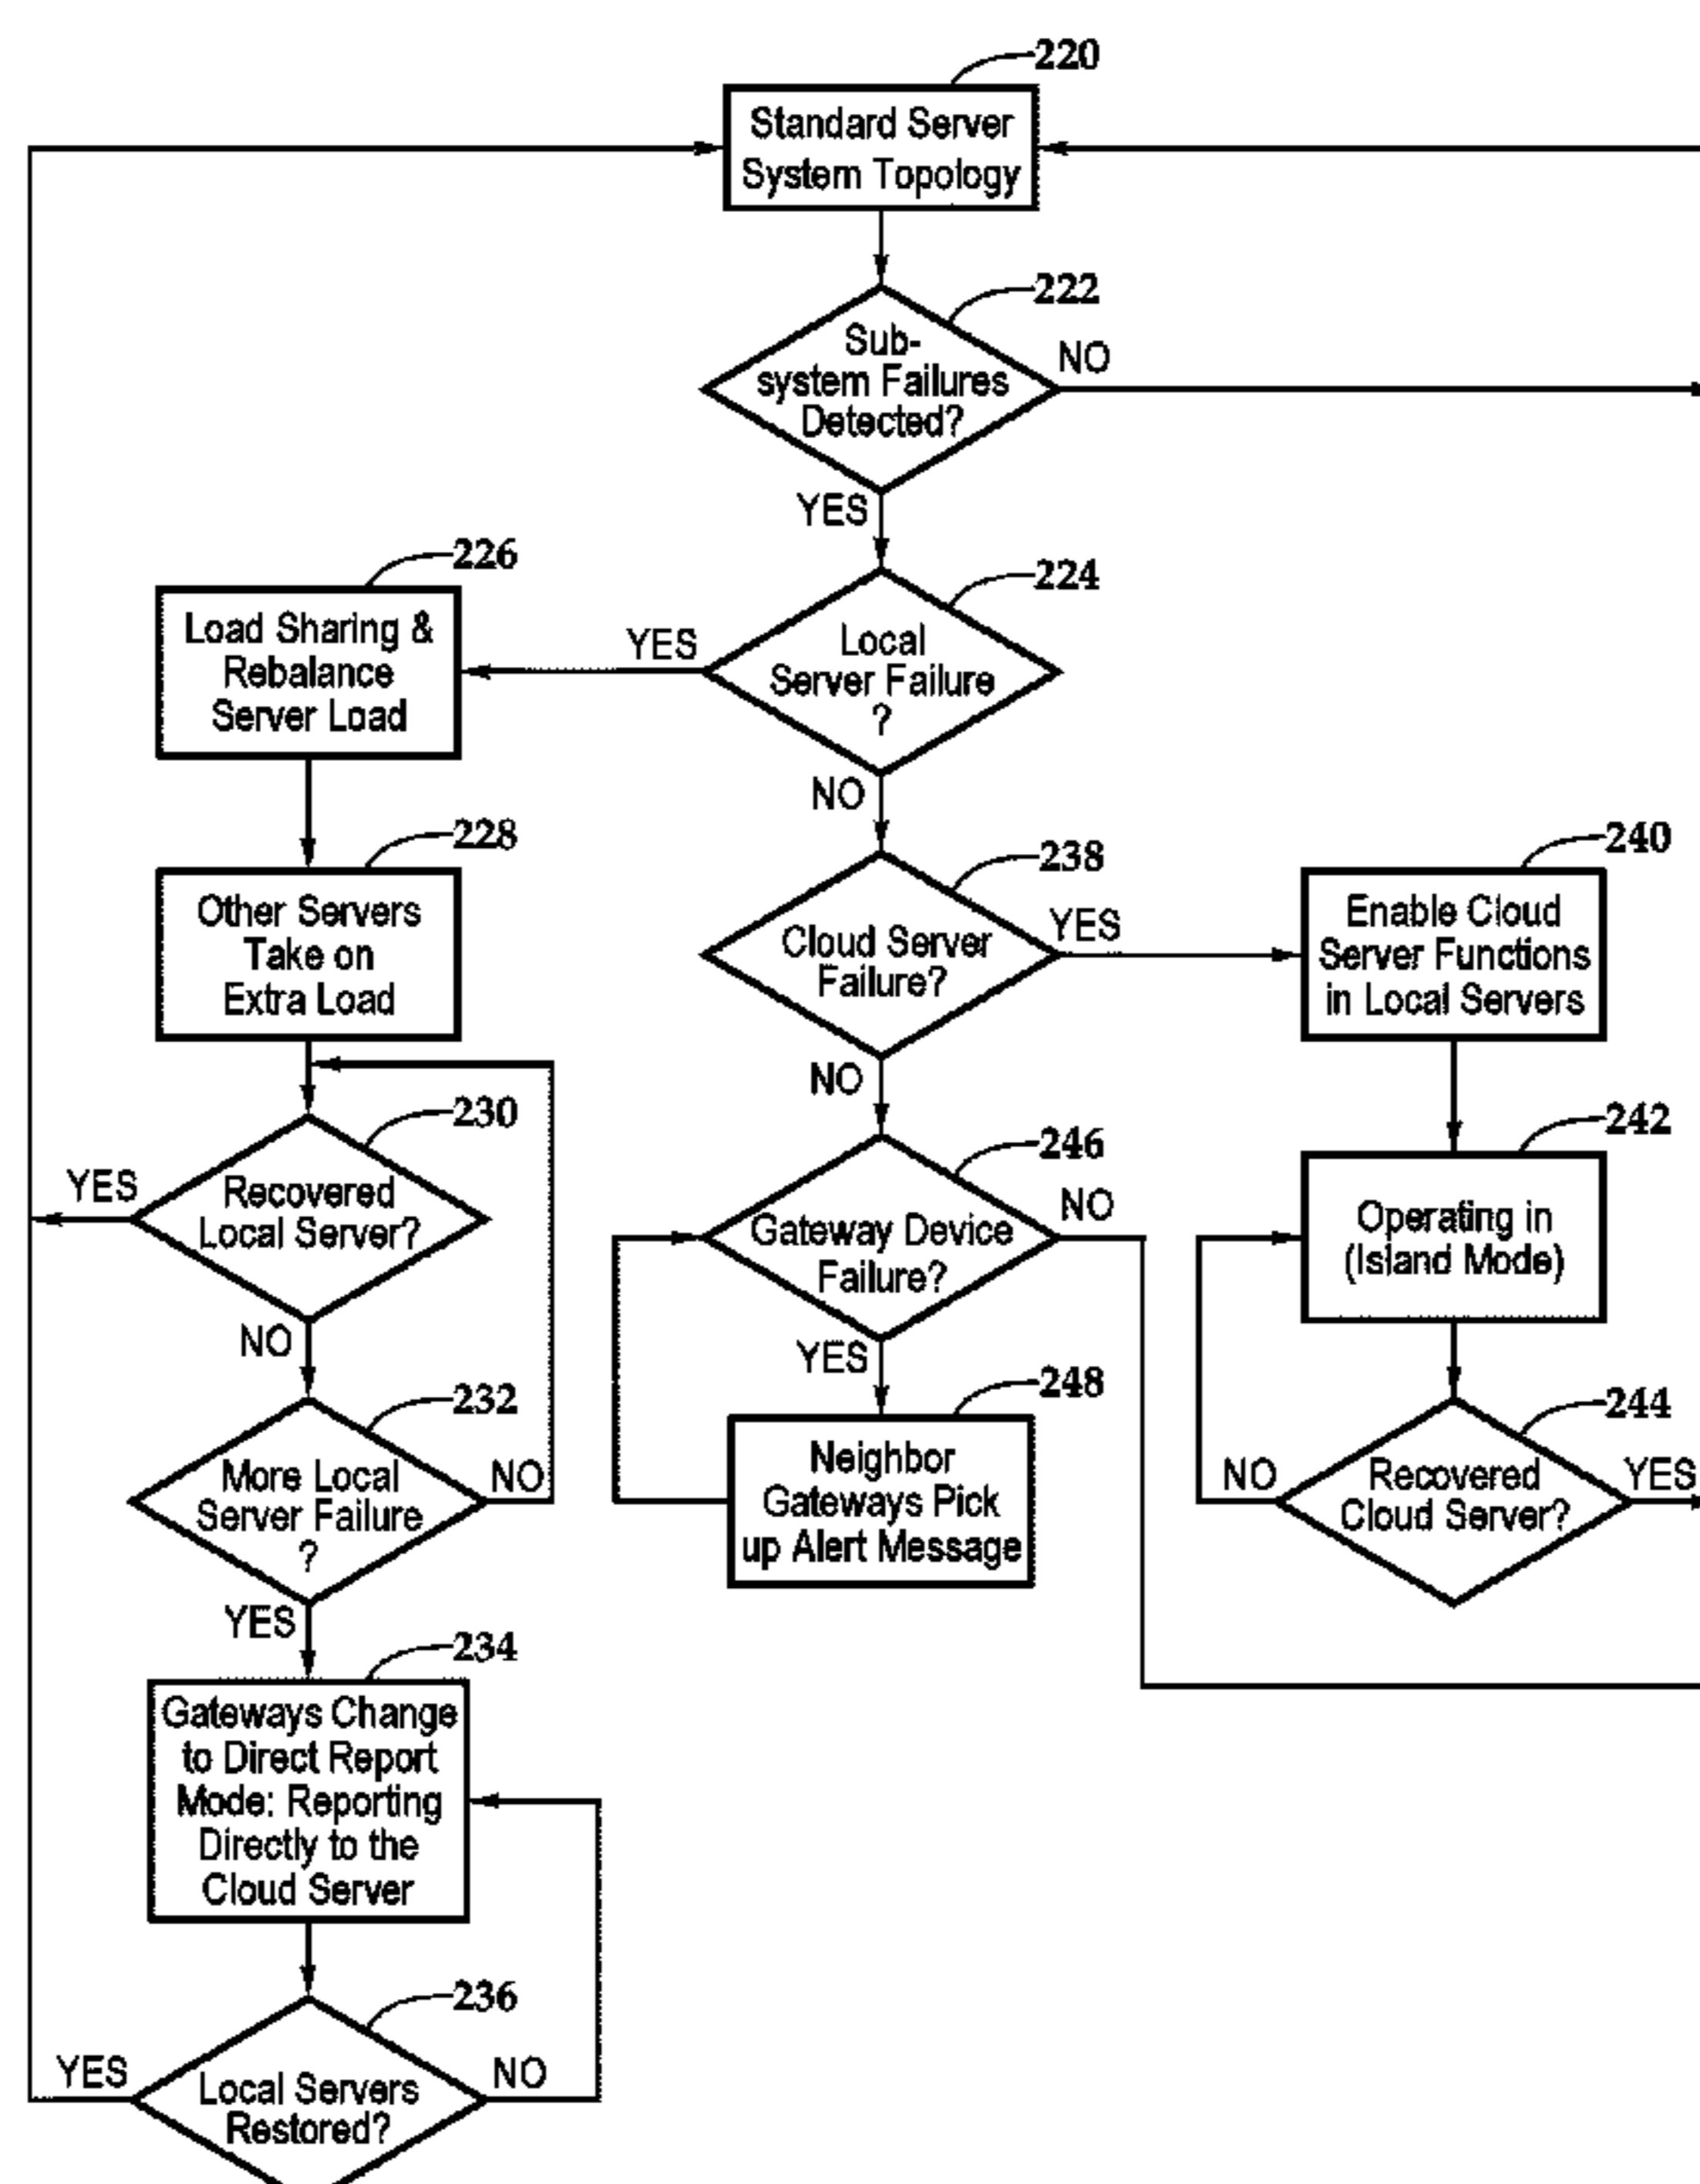 220
Standard Server
System Topology
222
Sub-
system Failures
Detected?
NO
YES
224
Local
Server Failure
?
YES
NO
226
Load Sharing &
Rebalance
Server Load
228
Other Servers
Take on
Extra Load
230
Recovered
Local Server?
YES
NO
232
More Local
Server Failure
?
NO
YES
234
Gateways Change
to Direct Report
Mode: Reporting
Directly to the
Cloud Server
236
Local Servers
Restored?
YES
NO
238
Cloud Server
Failure?
YES
NO
240
Enable Cloud
Server Functions
in Local Servers
242
Operating in
(Island Mode)
244
Recovered
Cloud Server?
NO
YES
246
Gateway Device
Failure?
NO
YES
248
Neighbor
Gateways Pick
up Alert Message